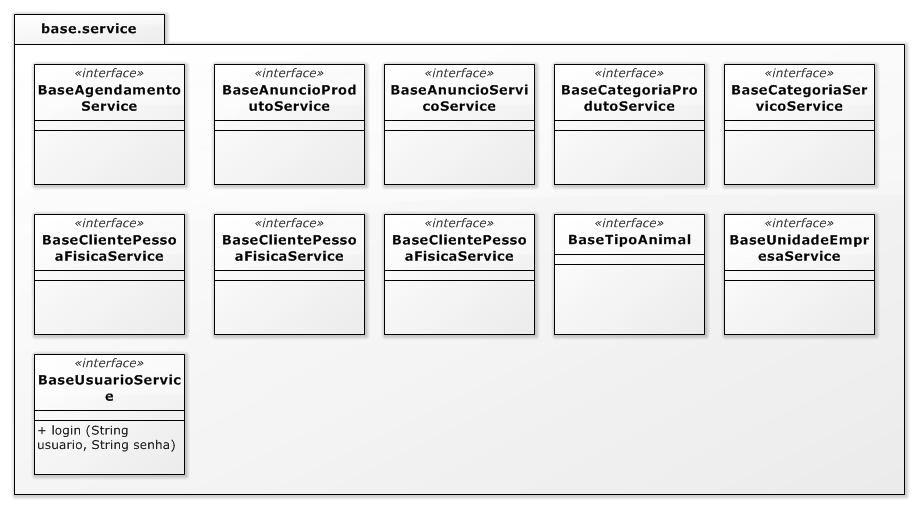 base.service
«interface»
BaseAgendamento
Service
«interface»
BaseAnuncioProd
utoService
«interface»
BaseAnuncioServi
coService
«interface»
BaseCategoriaPro
dutoService
«interface»
BaseCategoriaSer
vicoService
«interface»
BaseClientePesso
aFisicaService
«interface»
BaseClientePesso
aFisicaService
«interface»
BaseClientePesso
aFisicaService
«interface»
BaseTipoAnimal
«interface»
BaseUnidadeEmpr
esaService
«interface»
BaseUsuarioServic
e
+ login (String
usuario, String senha)